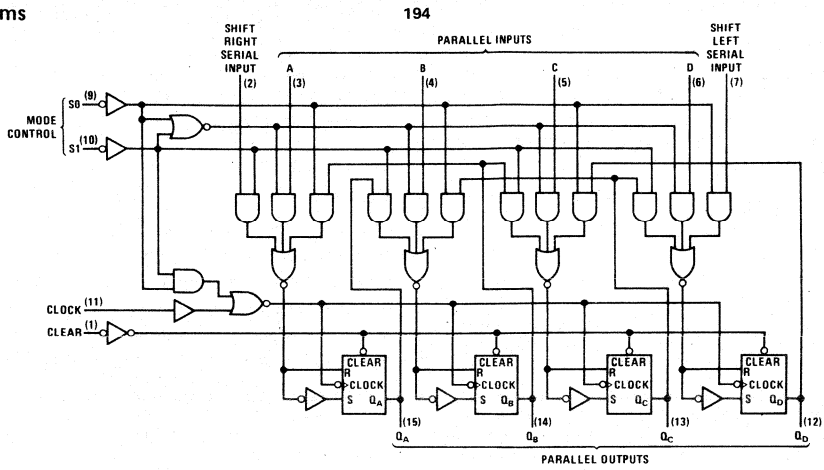 ms
194
SHIFT RIGHT SERIAL INPUT
PARALLEL INPUTS
SHIFT LEFT SERIAL INPUT
A B C D
(2) (3) (4) (5) (6) (7)
MODE CONTROL
S0 (9)
S1 (10)
CLOCK (11)
CLEAR (1)
CLEAR CLEAR CLEAR CLEAR
R R R R
CLOCK CLOCK CLOCK CLOCK
S QA S QB S QC S QD
(15) (14) (13) (12)
QA QB QC QD
PARALLEL OUTPUTS